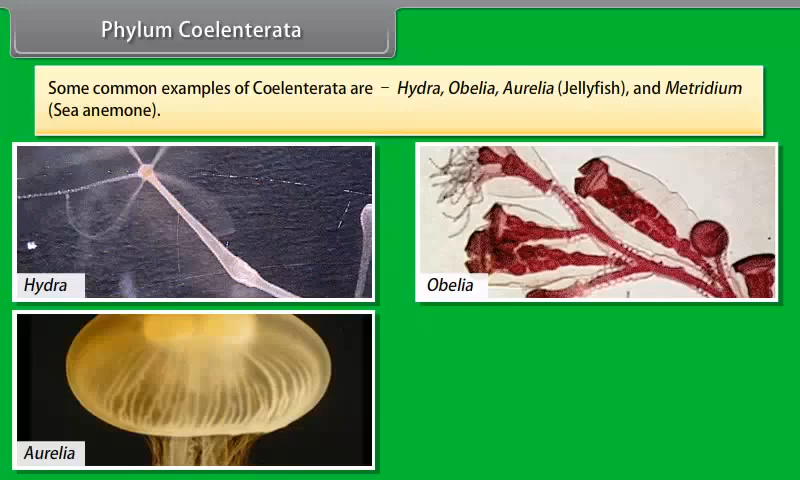 Phylum Coelenterata
Some common examples of Coelenterata are – Hydra, Obelia, Aurelia (Jellyfish), and Metridium
(Sea anemone).
Hydra
Obelia
Aurelia